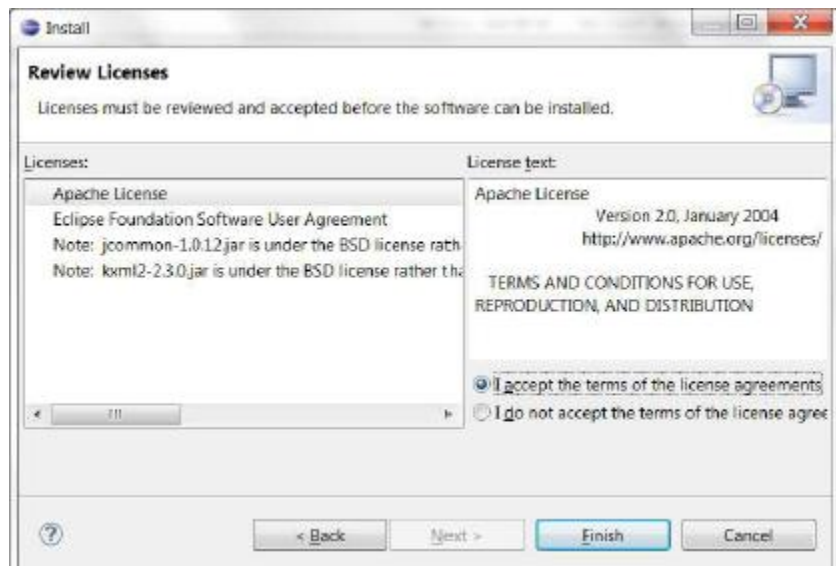 Install
Review Licenses
Licenses must be reviewed and accepted before the software can be installed.
Licenses:
Apache License
Eclipse Foundation Software User Agreement
Note: jcommon-1.0.12.jar is under the BSD license rath
Note: kxml2-2.3.0.jar is under the BSD license rather tha
License text:
Apache License
Version 2.0, January 2004
http://www.apache.org/licenses/
TERMS AND CONDITIONS FOR USE,
REPRODUCTION, AND DISTRIBUTION
I accept the terms of the license agreements
I do not accept the terms of the license agree
< Back
Next >
Finish
Cancel